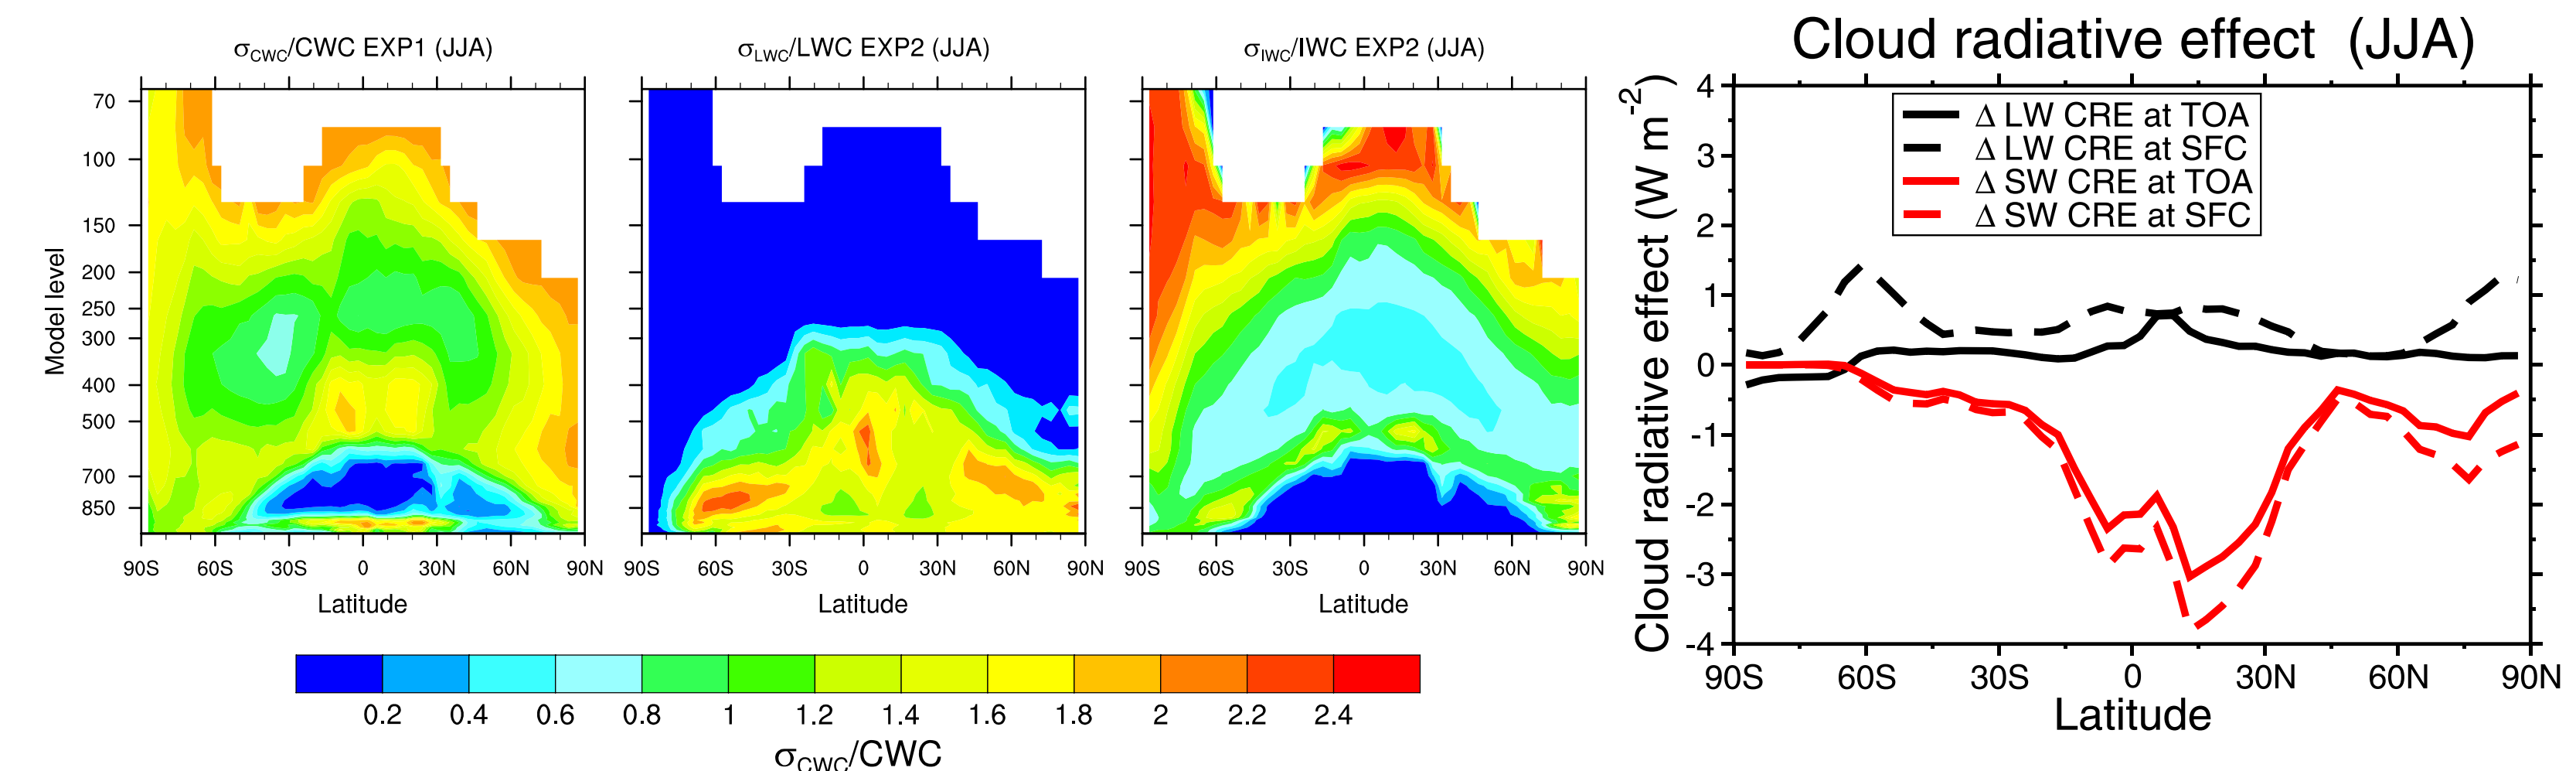 σCWC/CWC EXP1 (JJA)
σLWC/LWC EXP2 (JJA)
σIWC/IWC EXP2 (JJA)
Model level
70
100
150
200
250
300
400
500
700
850
90S 60S 30S 0 30N 60N 90N
Latitude
90S 60S 30S 0 30N 60N 90N
Latitude
90S 60S 30S 0 30N 60N 90N
Latitude
0.2 0.4 0.6 0.8 1 1.2 1.4 1.6 1.8 2 2.2 2.4
σCWC/CWC
Cloud radiative effect (JJA)
Cloud radiative effect (W m-2)
4
3
2
1
0
-1
-2
-3
-4
Δ LW CRE at TOA
Δ LW CRE at SFC
Δ SW CRE at TOA
Δ SW CRE at SFC
90S 60S 30S 0 30N 60N 90N
Latitude